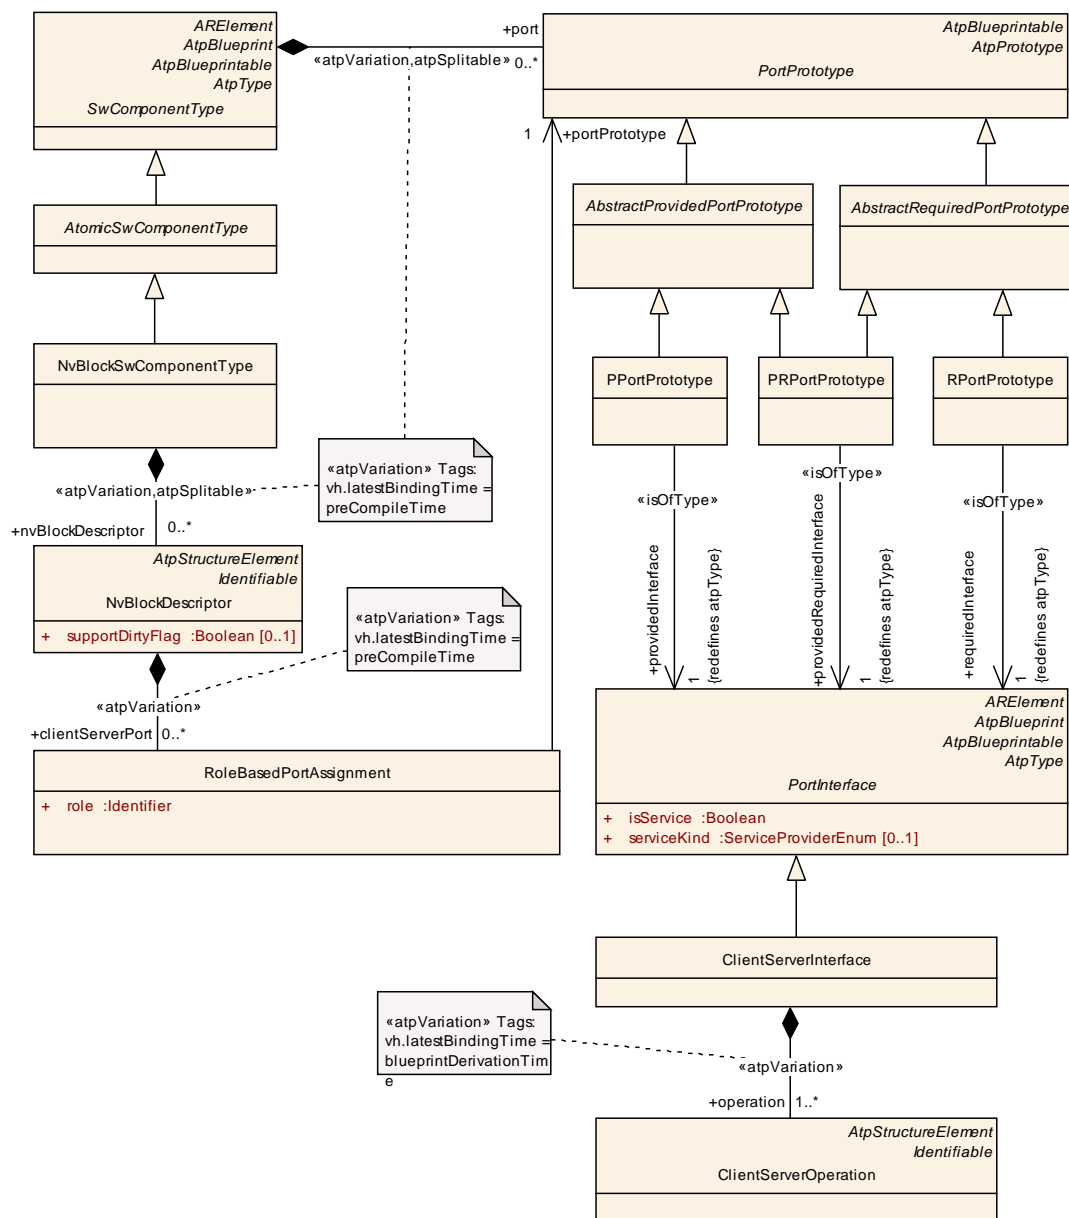 ARElement
AtpBlueprint
AtpBlueprintable
AtpType
SwComponentType
+port
«atpVariation,atpSplitable» 0..*
AtpBlueprintable
AtpPrototype
PortPrototype
1 +portPrototype
AtomicSwComponentType
AbstractProvidedPortPrototype
AbstractRequiredPortPrototype
NvBlockSwComponentType
PPortPrototype
PRPortPrototype
RPortPrototype
«atpVariation» Tags:
vh.latestBindingTime =
preCompileTime
«atpVariation,atpSplitable»
+nvBlockDescriptor 0..*
«isOfType»
«isOfType»
«isOfType»
+providedInterface
1
{redefines atpType}
+providedRequiredInterface
1
{redefines atpType}
+requiredInterface
1
{redefines atpType}
AtpStructureElement
Identifiable
NvBlockDescriptor
+ supportDirtyFlag :Boolean [0..1]
«atpVariation» Tags:
vh.latestBindingTime =
preCompileTime
«atpVariation»
+clientServerPort 0..*
RoleBasedPortAssignment
+ role :Identifier
ARElement
AtpBlueprint
AtpBlueprintable
AtpType
PortInterface
+ isService :Boolean
+ serviceKind :ServiceProviderEnum [0..1]
ClientServerInterface
«atpVariation» Tags:
vh.latestBindingTime =
blueprintDerivationTim
e
«atpVariation»
+operation 1..*
AtpStructureElement
Identifiable
ClientServerOperation